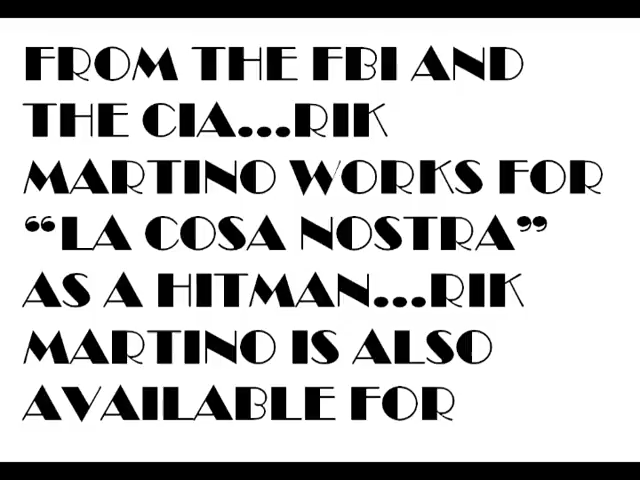 FROM THE FBI AND
THE CIA...RIK
MARTINO WORKS FOR
“LA COSA NOSTRA”
AS A HITMAN...RIK
MARTINO IS ALSO
AVAILABLE FOR